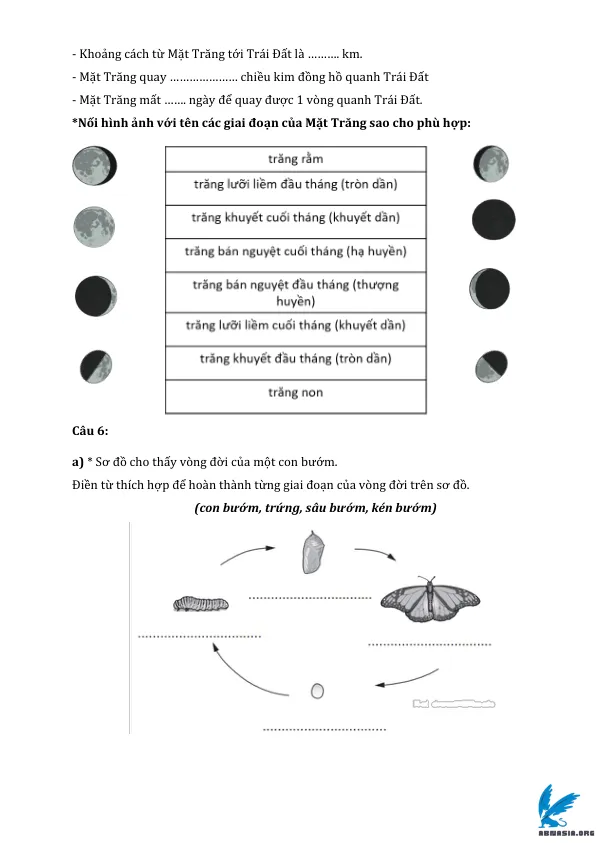 - Khoảng cách từ Mặt Trăng tới Trái Đất là ………. km.
- Mặt Trăng quay ………………… chiều kim đồng hồ quanh Trái Đất
- Mặt Trăng mất ……. ngày để quay được 1 vòng quanh Trái Đất.
*Nối hình ảnh với tên các giai đoạn của Mặt Trăng sao cho phù hợp:
trăng rằm
trăng lưỡi liềm đầu tháng (tròn dần)
trăng khuyết cuối tháng (khuyết dần)
trăng bán nguyệt cuối tháng (hạ huyền)
trăng bán nguyệt đầu tháng (thượng
huyền)
trăng lưỡi liềm cuối tháng (khuyết dần)
trăng khuyết đầu tháng (tròn dần)
trăng non
Câu 6:
a) * Sơ đồ cho thấy vòng đời của một con bướm.
Điền từ thích hợp để hoàn thành từng giai đoạn của vòng đời trên sơ đồ.
(con bướm, trứng, sâu bướm, kén bướm)
ABMASIA.ORG